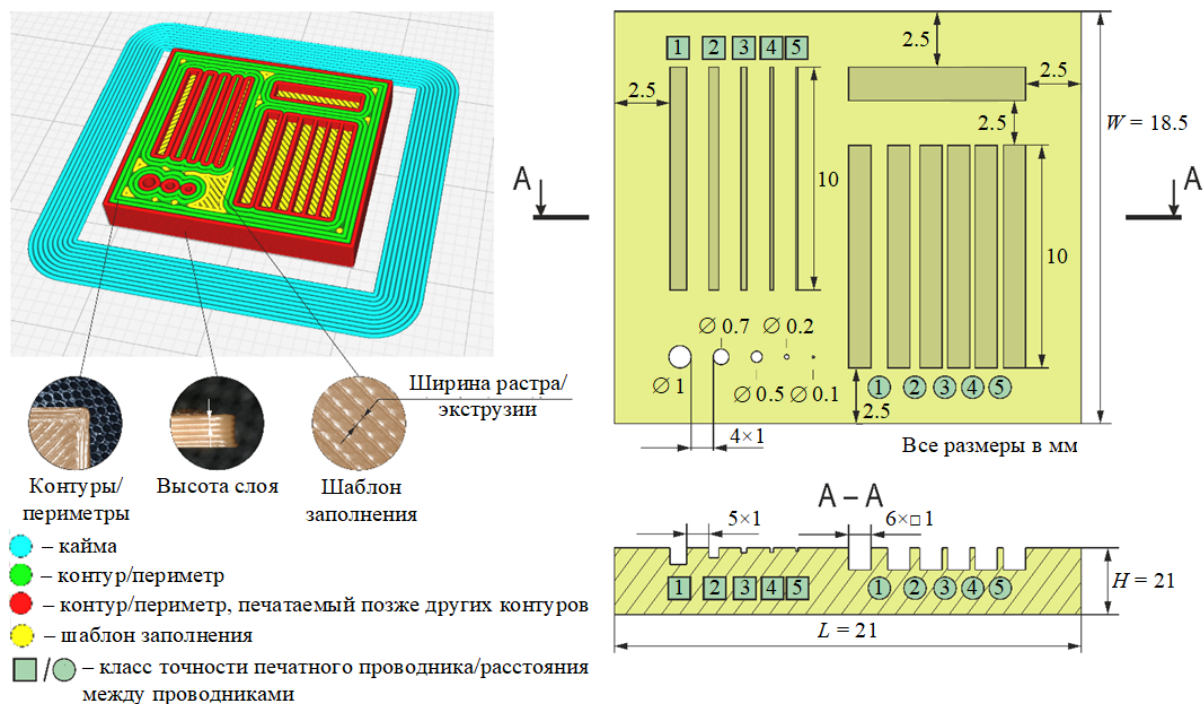 1 2 3 4 5
2.5
2.5
2.5
2.5
W = 18.5
А А
10
10
∅ 0.7 ∅ 0.2
∅ 1 ∅ 0.5 ∅ 0.1
1 2 3 4 5
2.5
4×1
Все размеры в мм
Ширина растра/
экструзии
Контуры/
периметры
Высота слоя
Шаблон
заполнения
– кайма
– контур/периметр
– контур/периметр, печатаемый позже других контуров
– шаблон заполнения
/ – класс точности печатного проводника/расстояния
между проводниками
А – А
5×1 6×□ 1
1 2 3 4 5 1 2 3 4 5
H = 21
L = 21